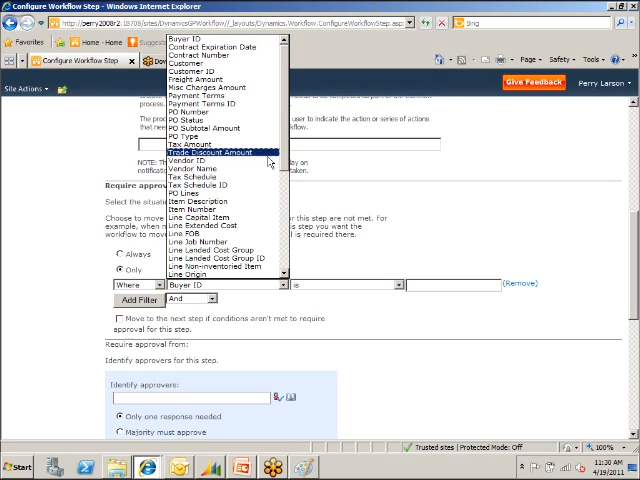 Configure Workflow Step - Windows Internet Explorer
http://perry2008r2:18708/sites/DynamicsGPWorkflow/_layouts/Dynamics.Workflow.ConfigureWorkflowStep.asp
Bing
Favorites
Home - Home
Configure Workflow Step
Dow
Page
Safety
Tools
Site Actions
Give Feedback
Perry Larson
process.
The proc
user to indicate an action or series of actions
that need
NOTE: Th
lay on
notificatio
taken.
Require approv
Select the situa
Choose to move
for this step are not met. For
example, when
step you want the
workflow to mov
l is required there.
Always
Only
Buyer ID
Contract Expiration Date
Contract Number
Customer
Customer ID
Freight Amount
Misc Charges Amount
Payment Terms
Payment Terms ID
PO Number
PO Status
PO Subtotal Amount
PO Type
Tax Amount
Trade Discount Amount
Vendor ID
Vendor Name
Tax Schedule
Tax Schedule ID
PO Lines
Item Description
Item Number
Line Capital Item
Line Extended Cost
Line FOB
Line Job Number
Line Landed Cost Group
Line Landed Cost Group ID
Line Non-inventoried Item
Line Origin
Where
Buyer ID
is
(Remove)
Add Filter
And
Move to the next step if conditions aren't met to require
approval for this step.
Require approval from:
Identify approvers for this step.
Identify approvers:
Only one response needed
Majority must approve
Trusted sites | Protected Mode: Off
100%
Start
11:30 AM
4/19/2011